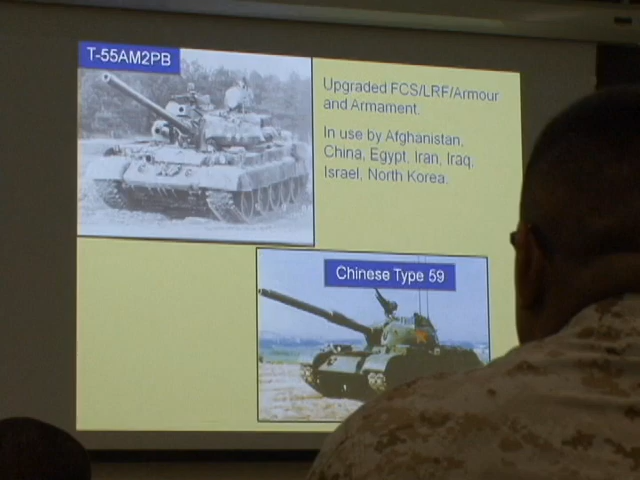 T-55AM2PB
Upgraded FCS/LRF/Armour
and Armament.
In use by Afghanistan,
China, Egypt, Iran, Iraq,
Israel, North Korea.
Chinese Type 59